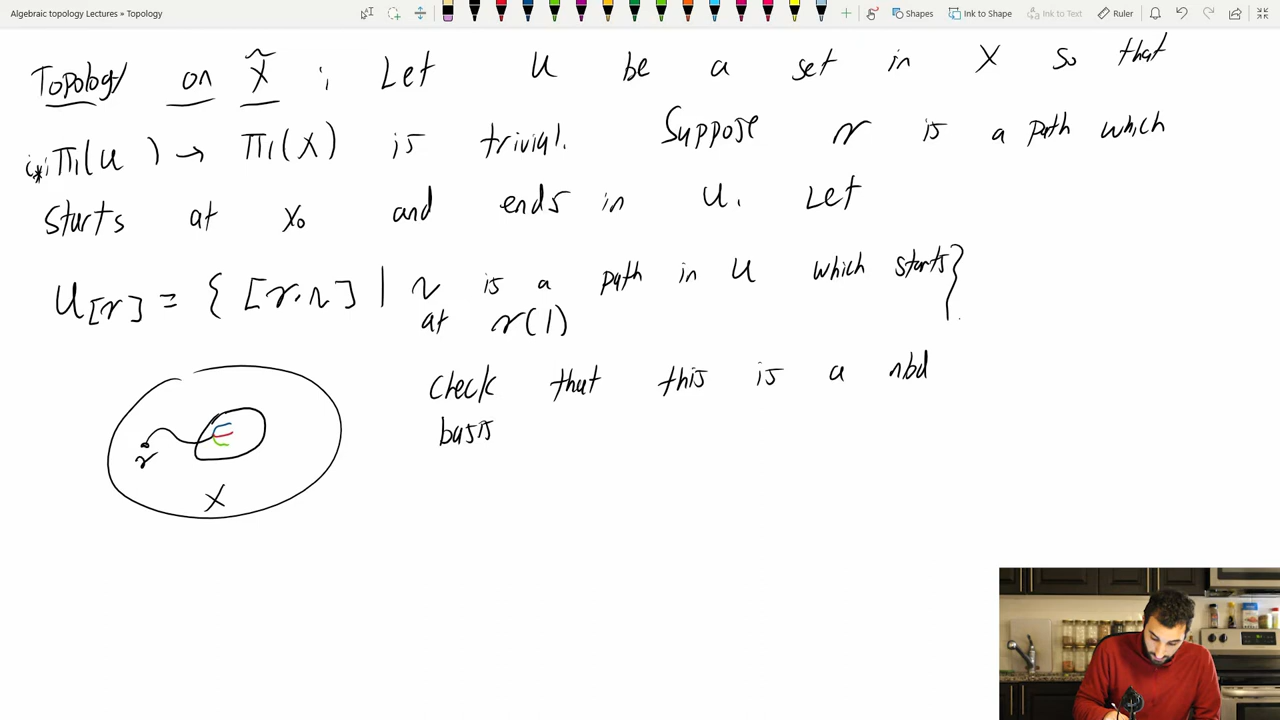 Algebraic topology Lectures – Topology
Shapes Ink to Shape Ink to Text Ruler
Topology on X̃ : Let U be a set in X so that
i_*: π₁(U) → π₁(X) is trivial. Suppose γ is a path which
starts at x₀ and ends in U. Let
U[γ] = { [γ·η] | η is a path in U which starts }
at γ(1)
Check that this is a nbd
basis
γ
X